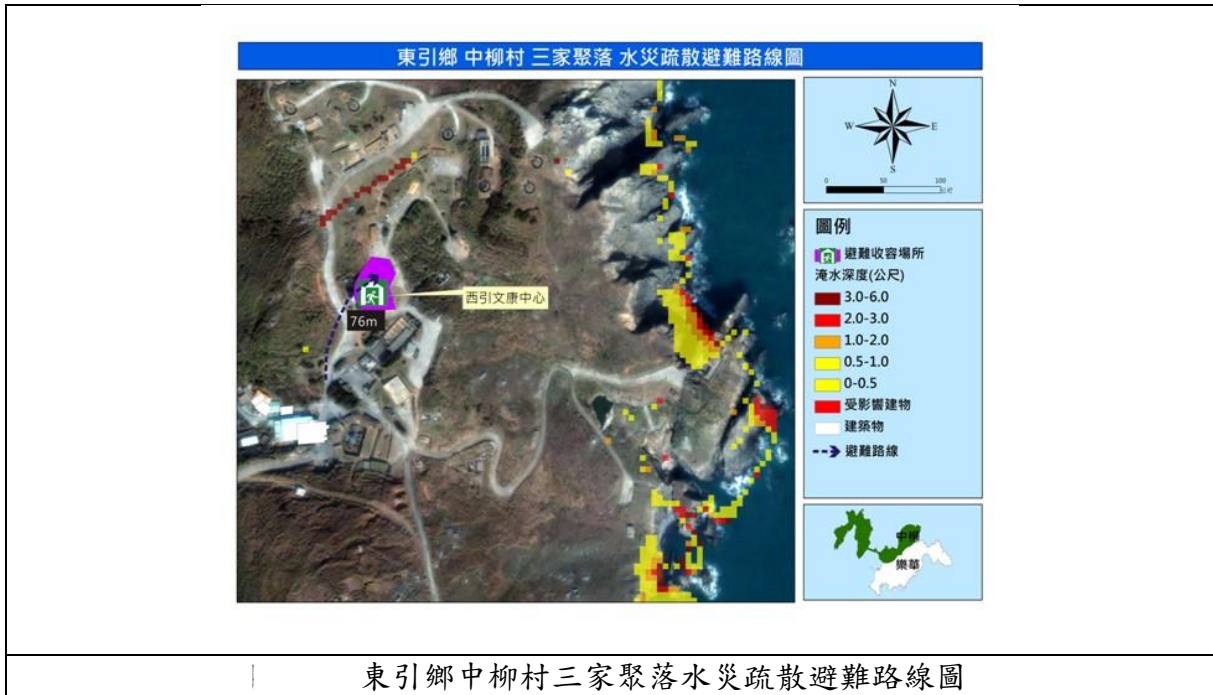 東引鄉 中柳村 三家聚落 水災疏散避難路線圖
N
W
E
S
0
50
100
公尺
圖例
避難收容場所
淹水深度(公尺)
3.0-6.0
2.0-3.0
1.0-2.0
0.5-1.0
0-0.5
受影響建物
建築物
避難路線
西引文康中心
76m
中柳
樂華
東引鄉中柳村三家聚落水災疏散避難路線圖